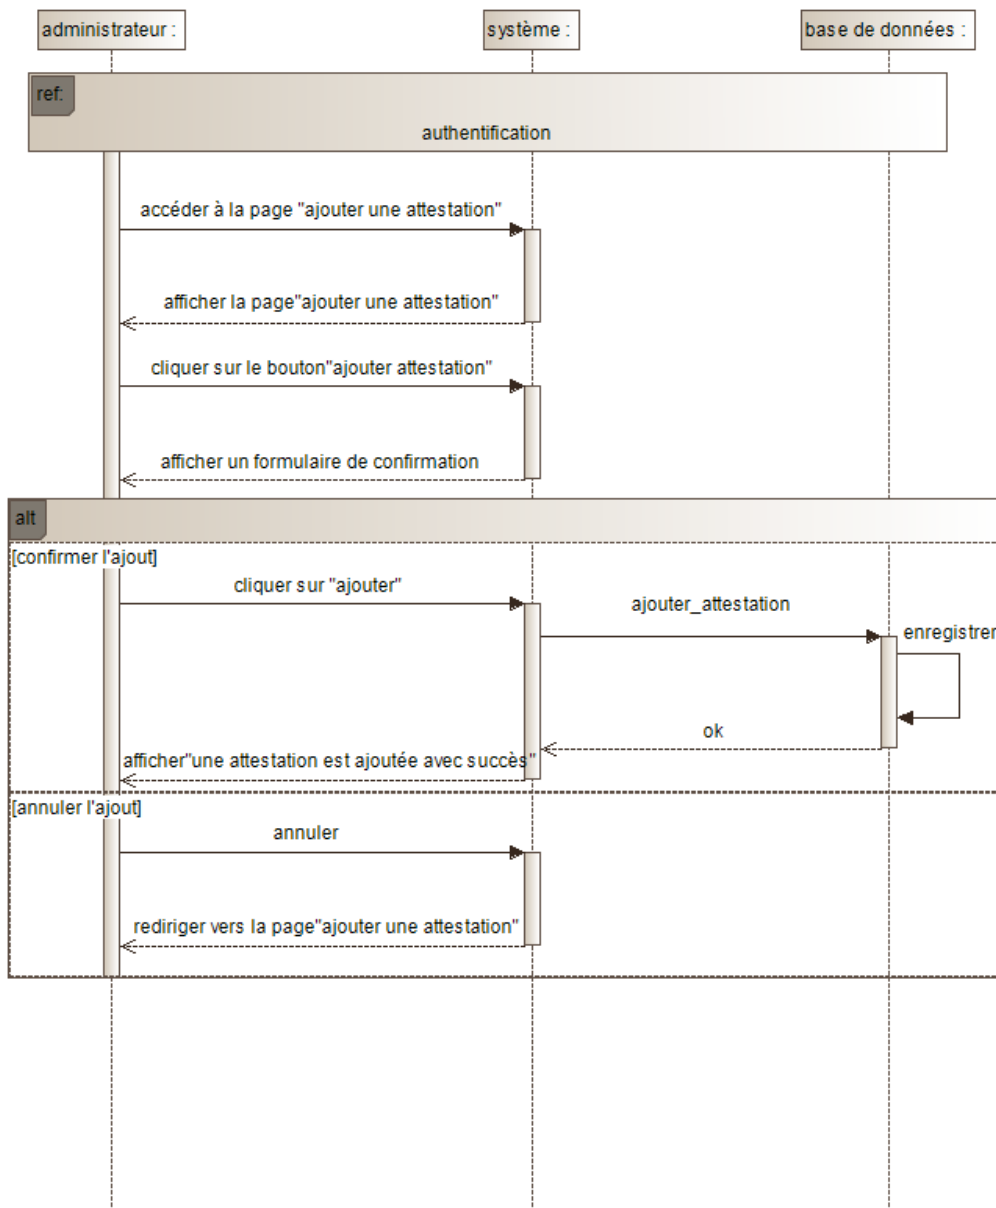 administrateur :
système :
base de données :
ref:
authentification
accéder à la page "ajouter une attestation"
afficher la page"ajouter une attestation"
cliquer sur le bouton"ajouter attestation"
afficher un formulaire de confirmation
alt
[confirmer l'ajout]
cliquer sur "ajouter"
ajouter_attestation
enregistrer
ok
afficher"une attestation est ajoutée avec succès"
[annuler l'ajout]
annuler
rediriger vers la page"ajouter une attestation"